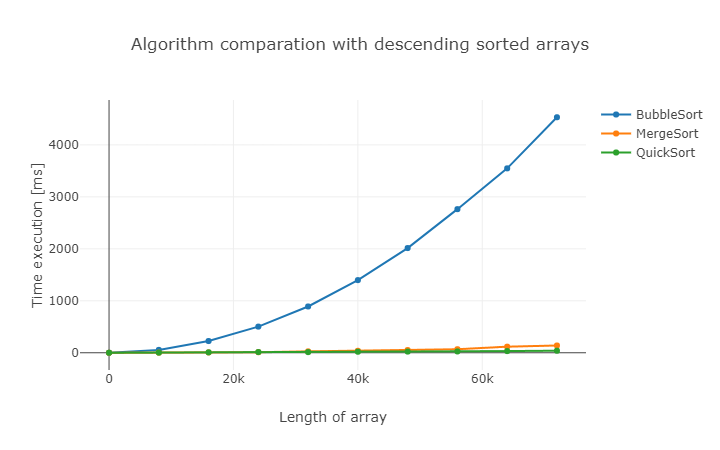 Algorithm comparation with descending sorted arrays
BubbleSort
MergeSort
QuickSort
Time execution [ms]
4000
3000
2000
1000
0
0 20k 40k 60k
Length of array